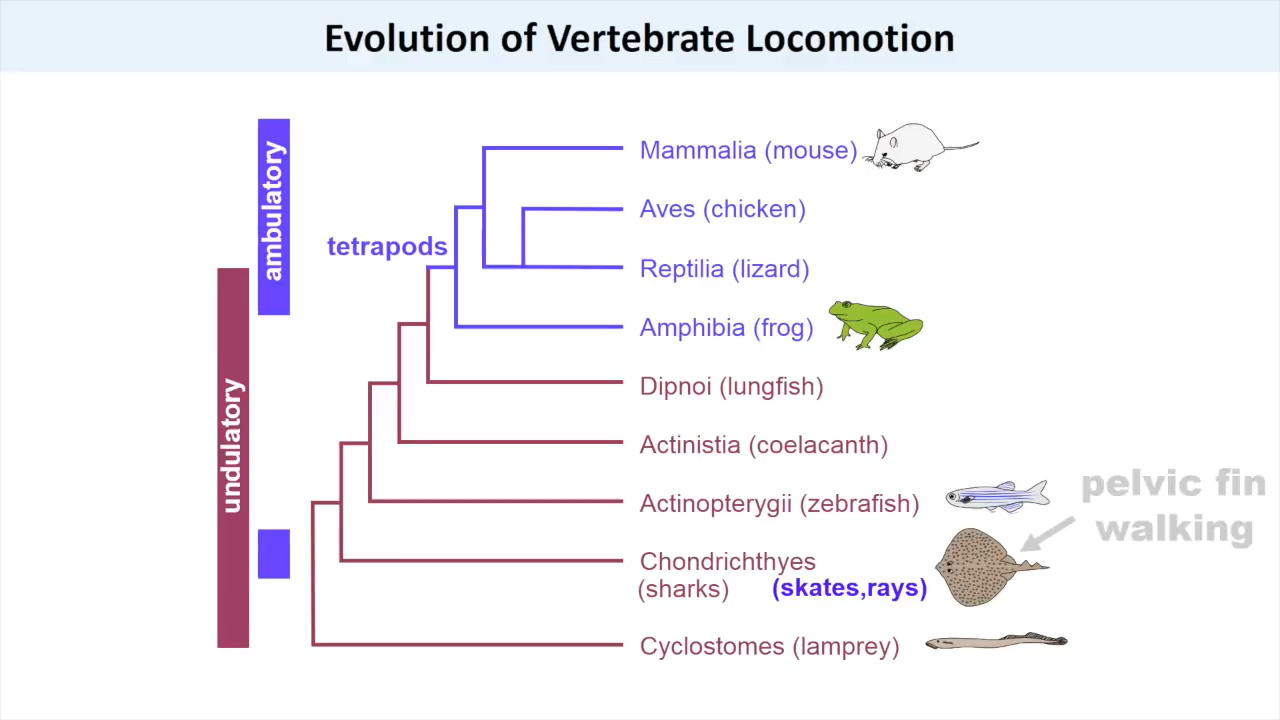 Evolution of Vertebrate Locomotion
ambulatory
undulatory
tetrapods
Mammalia (mouse)
Aves (chicken)
Reptilia (lizard)
Amphibia (frog)
Dipnoi (lungfish)
Actinistia (coelacanth)
Actinopterygii (zebrafish)
pelvic fin
walking
Chondrichthyes
(sharks) (skates,rays)
Cyclostomes (lamprey)